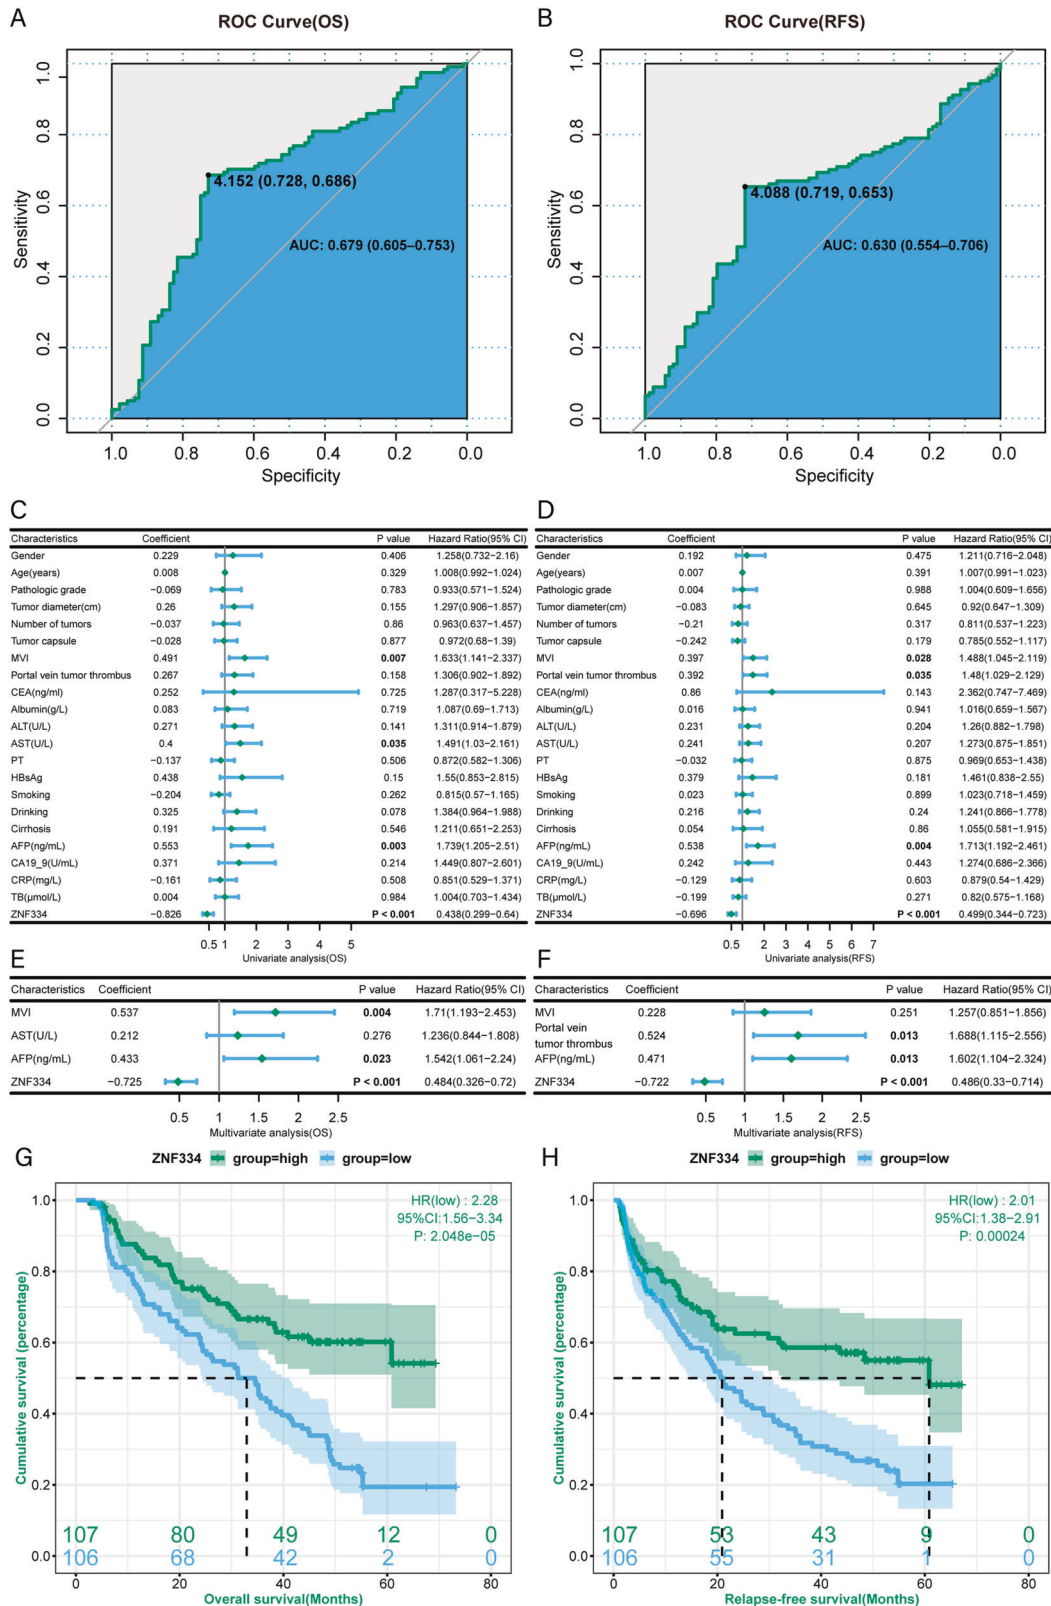 A
ROC Curve(OS)
1.0
0.8
0.6
0.4
0.2
0.0
Sensitivity
4.152 (0.728, 0.686)
AUC: 0.679 (0.605–0.753)
1.0 0.8 0.6 0.4 0.2 0.0
Specificity
B
ROC Curve(RFS)
1.0
0.8
0.6
0.4
0.2
0.0
Sensitivity
4.088 (0.719, 0.653)
AUC: 0.630 (0.554–0.706)
1.0 0.8 0.6 0.4 0.2 0.0
Specificity
C
Characteristics Coefficient P value Hazard Ratio(95% CI)
Gender 0.229 0.406 1.258(0.732−2.16)
Age(years) 0.008 0.329 1.008(0.992−1.024)
Pathologic grade −0.069 0.783 0.933(0.571−1.524)
Tumor diameter(cm) 0.26 0.155 1.297(0.906−1.857)
Number of tumors −0.037 0.86 0.963(0.637−1.457)
Tumor capsule −0.028 0.877 0.972(0.68−1.39)
MVI 0.491 0.007 1.633(1.141−2.337)
Portal vein tumor thrombus 0.267 0.158 1.306(0.902−1.892)
CEA(ng/ml) 0.252 0.725 1.287(0.317−5.228)
Albumin(g/L) 0.083 0.719 1.087(0.69−1.713)
ALT(U/L) 0.271 0.141 1.311(0.914−1.879)
AST(U/L) 0.4 0.035 1.491(1.03−2.161)
PT −0.137 0.506 0.872(0.582−1.306)
HBsAg 0.438 0.15 1.55(0.853−2.815)
Smoking −0.204 0.262 0.815(0.57−1.165)
Drinking 0.325 0.078 1.384(0.964−1.988)
Cirrhosis 0.191 0.546 1.211(0.651−2.253)
AFP(ng/mL) 0.553 0.003 1.739(1.205−2.51)
CA19_9(U/mL) 0.371 0.214 1.449(0.807−2.601)
CRP(mg/L) −0.161 0.508 0.851(0.529−1.371)
TB(μmol/L) 0.004 0.984 1.004(0.703−1.434)
ZNF334 −0.826 P < 0.001 0.438(0.299−0.64)
0.5 1 2 3 4 5
Univariate analysis(OS)
D
Characteristics Coefficient P value Hazard Ratio(95% CI)
Gender 0.192 0.475 1.211(0.716−2.048)
Age(years) 0.007 0.391 1.007(0.991−1.023)
Pathologic grade 0.004 0.988 1.004(0.609−1.656)
Tumor diameter(cm) −0.083 0.645 0.92(0.647−1.309)
Number of tumors −0.21 0.317 0.811(0.537−1.223)
Tumor capsule −0.242 0.179 0.785(0.552−1.117)
MVI 0.397 0.028 1.488(1.045−2.119)
Portal vein tumor thrombus 0.392 0.035 1.48(1.029−2.129)
CEA(ng/ml) 0.86 0.143 2.362(0.747−7.469)
Albumin(g/L) 0.016 0.941 1.016(0.659−1.567)
ALT(U/L) 0.231 0.204 1.26(0.882−1.798)
AST(U/L) 0.241 0.207 1.273(0.875−1.851)
PT −0.032 0.875 0.969(0.653−1.438)
HBsAg 0.379 0.181 1.461(0.838−2.55)
Smoking 0.023 0.899 1.023(0.718−1.459)
Drinking 0.216 0.24 1.241(0.866−1.778)
Cirrhosis 0.054 0.86 1.055(0.581−1.915)
AFP(ng/mL) 0.538 0.004 1.713(1.192−2.461)
CA19_9(U/mL) 0.242 0.443 1.274(0.686−2.366)
CRP(mg/L) −0.129 0.603 0.879(0.54−1.429)
TB(μmol/L) −0.199 0.271 0.82(0.575−1.168)
ZNF334 −0.696 P < 0.001 0.499(0.344−0.723)
0.5 1 2 3 4 5 6 7
Univariate analysis(RFS)
E
Characteristics Coefficient P value Hazard Ratio(95% CI)
MVI 0.537 0.004 1.71(1.193−2.453)
AST(U/L) 0.212 0.276 1.236(0.844−1.808)
AFP(ng/mL) 0.433 0.023 1.542(1.061−2.24)
ZNF334 −0.725 P < 0.001 0.484(0.326−0.72)
0.5 1 1.5 2 2.5
Multivariate analysis(OS)
F
Characteristics Coefficient P value Hazard Ratio(95% CI)
MVI 0.228 0.251 1.257(0.851−1.856)
Portal vein
tumor thrombus 0.524 0.013 1.688(1.115−2.556)
AFP(ng/mL) 0.471 0.013 1.602(1.104−2.324)
ZNF334 −0.722 P < 0.001 0.486(0.33−0.714)
0.5 1 1.5 2 2.5
Multivariate analysis(RFS)
G
ZNF334 group=high group=low
HR(low) : 2.28
95%CI:1.56−3.34
P: 2.048e−05
1.0
0.8
0.6
0.4
0.2
0.0
Cumulative survival (percentage)
107 80 49 12 0
106 68 42 2 0
0 20 40 60 80
Overall survival(Months)
H
ZNF334 group=high group=low
HR(low) : 2.01
95%CI:1.38−2.91
P: 0.00024
1.0
0.8
0.6
0.4
0.2
0.0
Cumulative survival (percentage)
107 53 43 9 0
106 55 31 1 0
0 20 40 60 80
Relapse-free survival(Months)